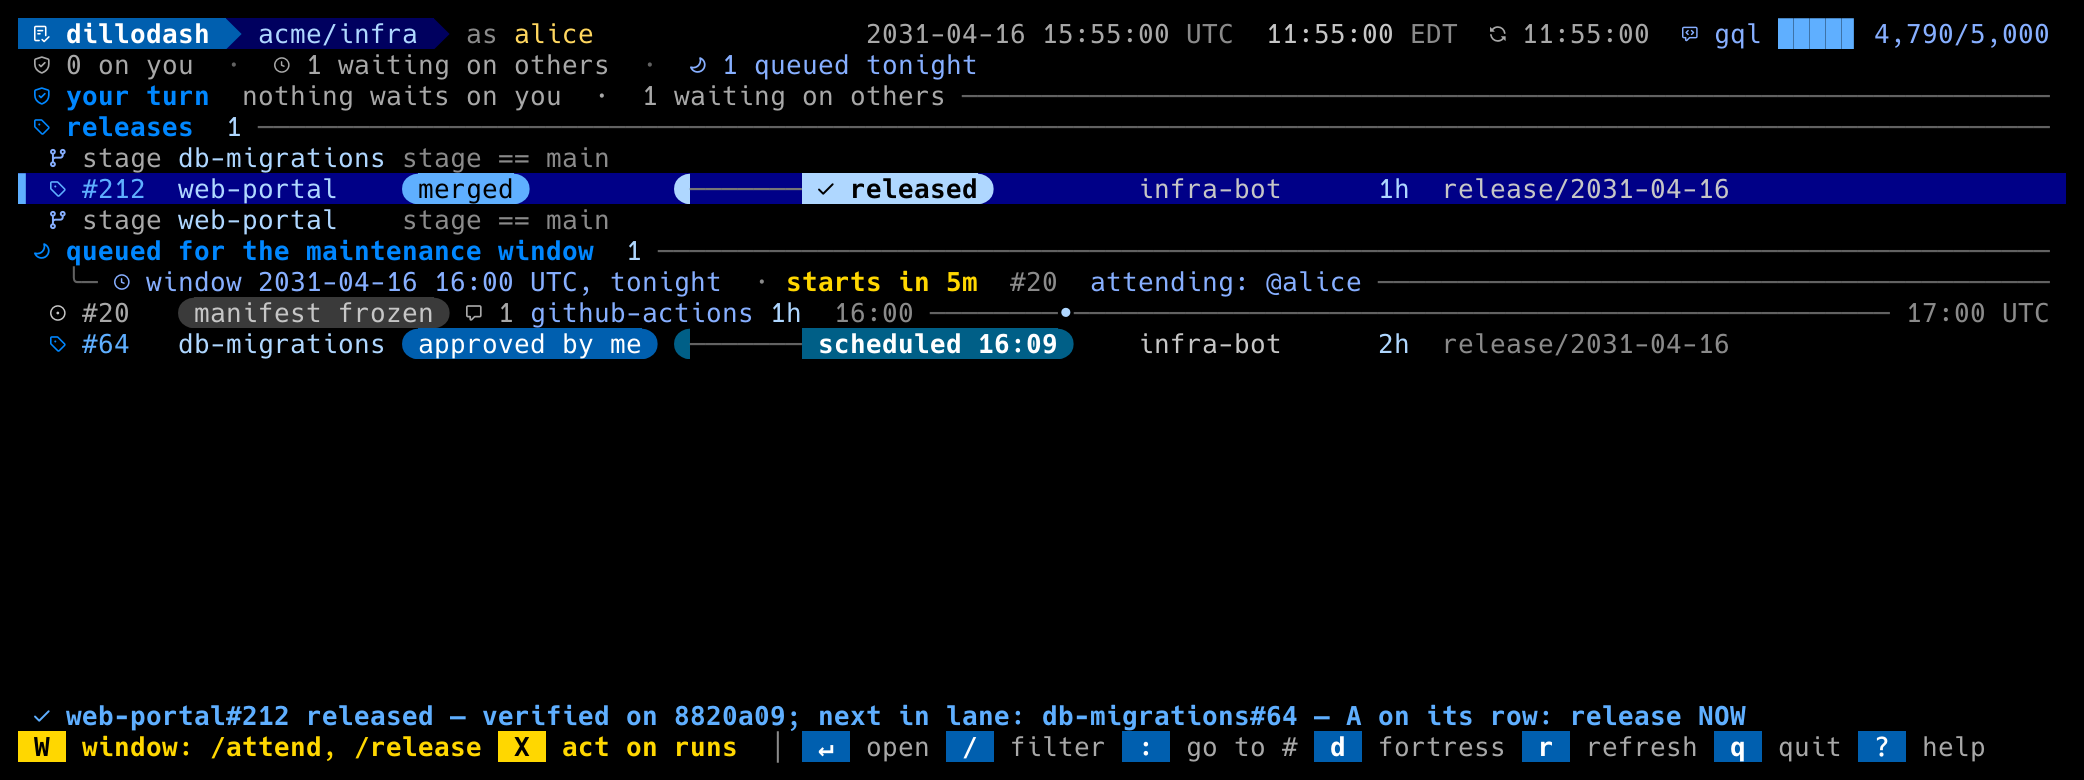 dillodash acme/infra as alice 2031-04-16 15:55:00 UTC 11:55:00 EDT 11:55:00 gql 4,790/5,000
0 on you · 1 waiting on others · 1 queued tonight
your turn nothing waits on you · 1 waiting on others
releases 1
stage db-migrations stage == main
#212 web-portal merged ✓ released infra-bot 1h release/2031-04-16
stage web-portal stage == main
queued for the maintenance window 1
window 2031-04-16 16:00 UTC, tonight · starts in 5m #20 attending: @alice
#20 manifest frozen 1 github-actions 1h 16:00 17:00 UTC
#64 db-migrations approved by me scheduled 16:09 infra-bot 2h release/2031-04-16
✓ web-portal#212 released — verified on 8820a09; next in lane: db-migrations#64 — A on its row: release NOW
W window: /attend, /release X act on runs │ ↵ open / filter : go to # d fortress r refresh q quit ? help